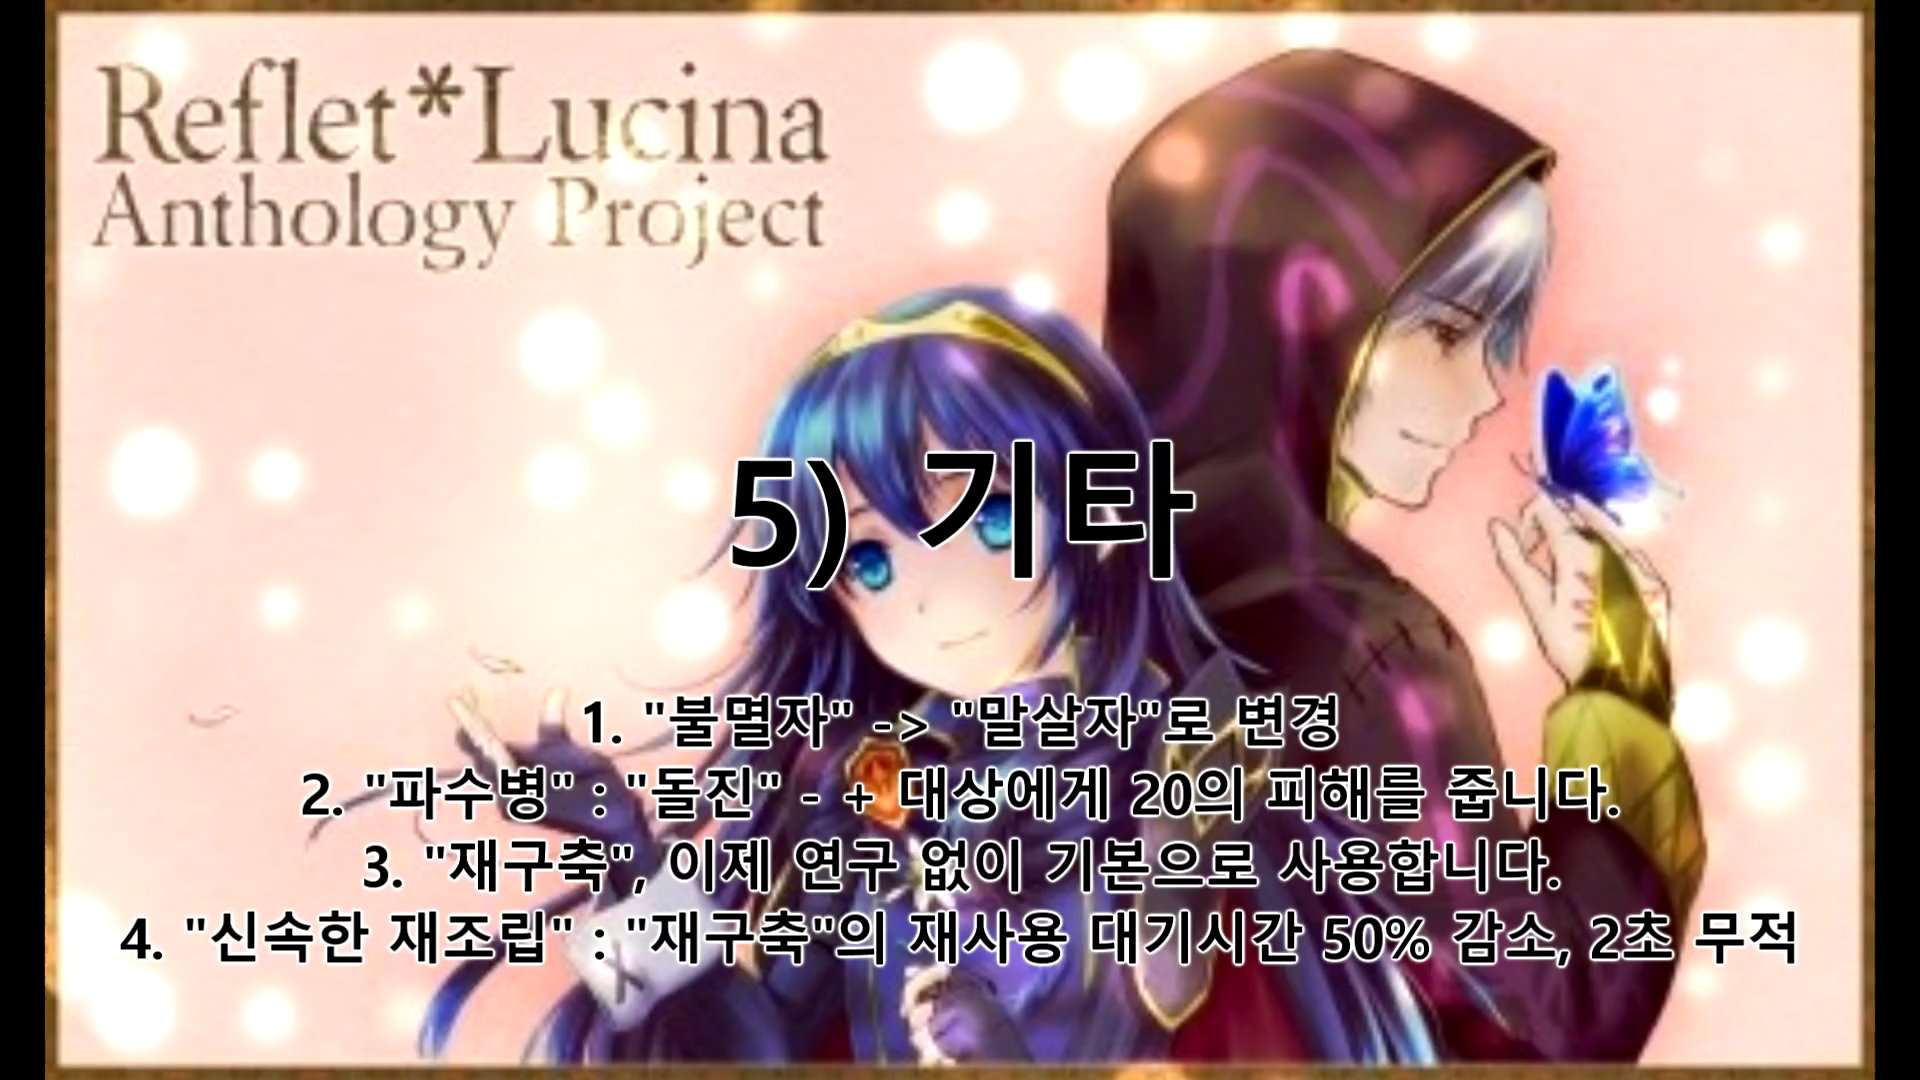 Reflet*Lucina
Anthology Project
5) 기타
1. "불멸자" -> "말살자"로 변경
2. "파수병" : "돌진" - + 대상에게 20의 피해를 줍니다.
3. "재구축", 이제 연구 없이 기본으로 사용합니다.
4. "신속한 재조립" : "재구축"의 재사용 대기시간 50% 감소, 2초 무적